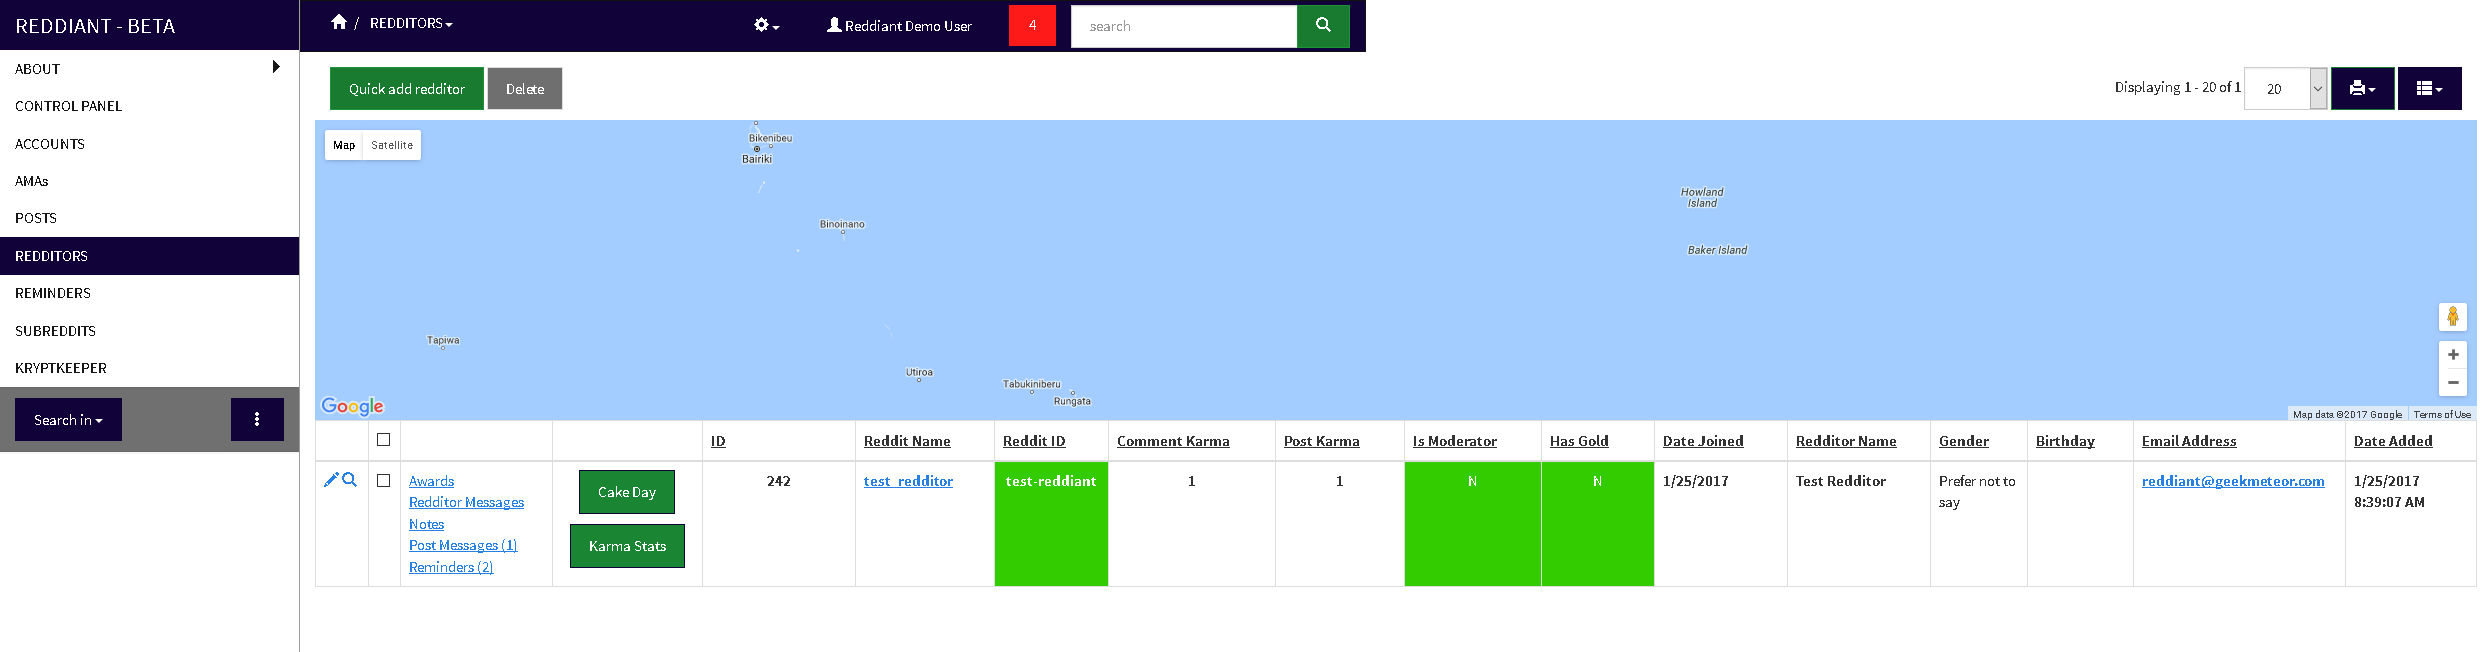 REDDIANT - BETA
/ REDDITORS
Reddiant Demo User
4
search
ABOUT
CONTROL PANEL
ACCOUNTS
AMAs
POSTS
REDDITORS
REMINDERS
SUBREDDITS
KRYPTKEEPER
Search in
Quick add redditor
Delete
Displaying 1 - 20 of 1
20
Map
Satellite
Bikenibeu
Bairiki
Binoinano
Howland
Island
Baker Island
Tapiwa
Utiroa
Tabukiniberu
Rungata
Google
Map data ©2017 Google
Terms of Use
ID
Reddit Name
Reddit ID
Comment Karma
Post Karma
Is Moderator
Has Gold
Date Joined
Redditor Name
Gender
Birthday
Email Address
Date Added
Awards
Redditor Messages
Notes
Post Messages (1)
Reminders (2)
Cake Day
Karma Stats
242
test_redditor
test-reddiant
1
1
N
N
1/25/2017
Test Redditor
Prefer not to
say
reddiant@geekmeteor.com
1/25/2017
8:39:07 AM